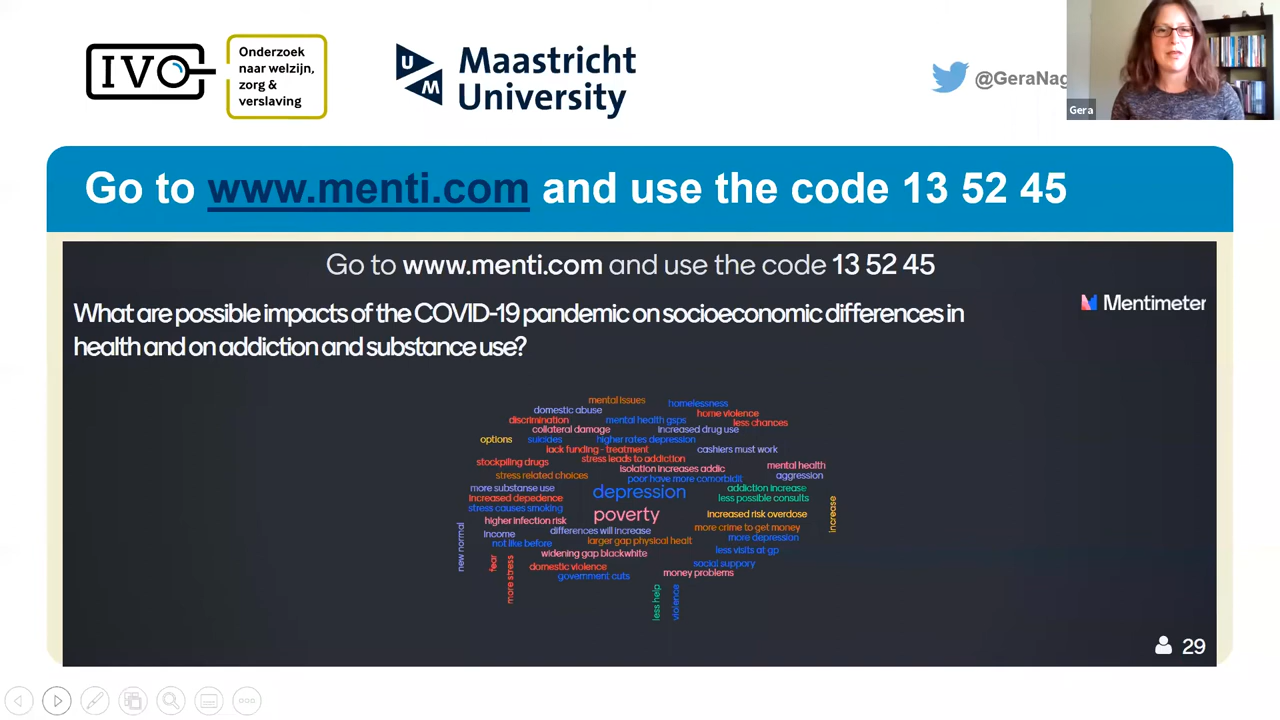 IVO
Onderzoek
naar welzijn,
zorg &
verslaving
UM
Maastricht
University
@GeraNag
Gera
Go to www.menti.com and use the code 13 52 45
Go to www.menti.com and use the code 13 52 45
What are possible impacts of the COVID-19 pandemic on socioeconomic differences in
health and on addiction and substance use?
Mentimeter
mental issues
homelessness
domestic abuse
home violence
discrimination
mental health gsps
less chances
collateral damage
increased drug use
options
suicides
higher rates depression
lack funding - treatment
cashiers must work
stockpiling drugs
stress leads to addiction
isolation increases addic
mental health
stress related choices
poor have more comorbidit
aggression
more substanse use
depression
addiction increase
increased depedence
less possible consults
stress causes smoking
poverty
increased risk overdose
increase
higher infection risk
more crime to get money
income
differences will increase
more depression
not like before
larger gap physical healt
less visits at gp
new normal
widening gap blackwhite
fear
domestic violence
social suppory
more stress
government cuts
money problems
less help
violence
29